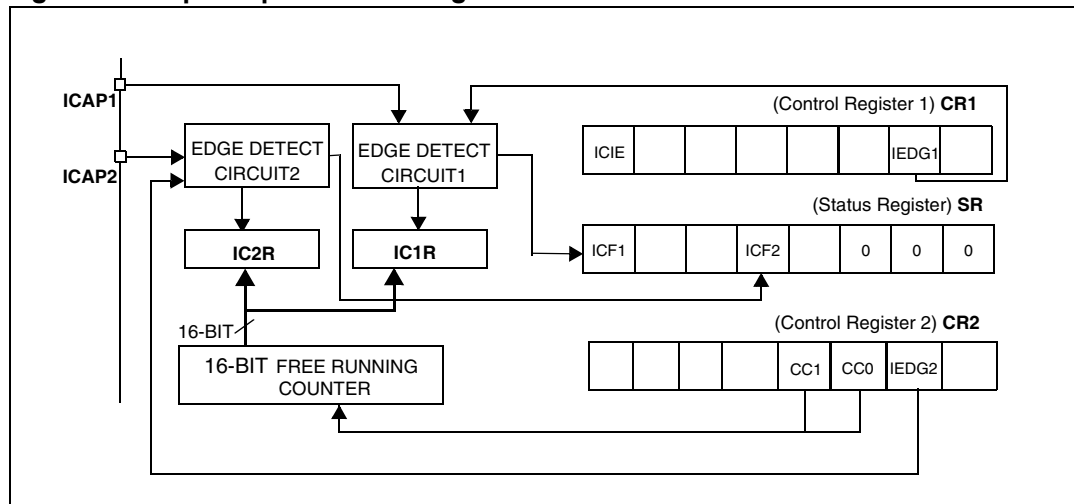 ICAP1
ICAP2
EDGE DETECT
CIRCUIT2
EDGE DETECT
CIRCUIT1
IC2R
IC1R
16-BIT
16-BIT FREE RUNNING
COUNTER
(Control Register 1) CR1
ICIE IEDG1
(Status Register) SR
ICF1 ICF2 0 0 0
(Control Register 2) CR2
CC1 CC0 IEDG2